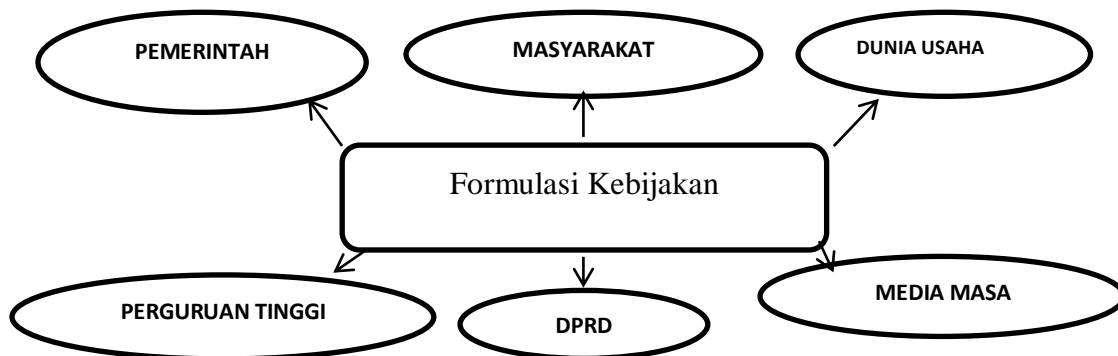 PEMERINTAH
MASYARAKAT
DUNIA USAHA
Formulasi Kebijakan
PERGURUAN TINGGI
DPRD
MEDIA MASA